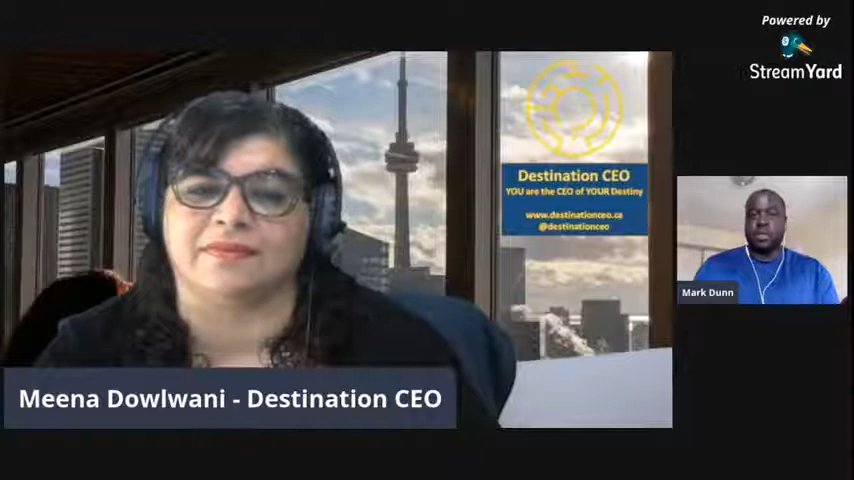 Powered by
StreamYard
Destination CEO
YOU are the CEO of YOUR Destiny
www.destinationceo.ca
@destinationceo
Mark Dunn
Meena Dowlwani - Destination CEO